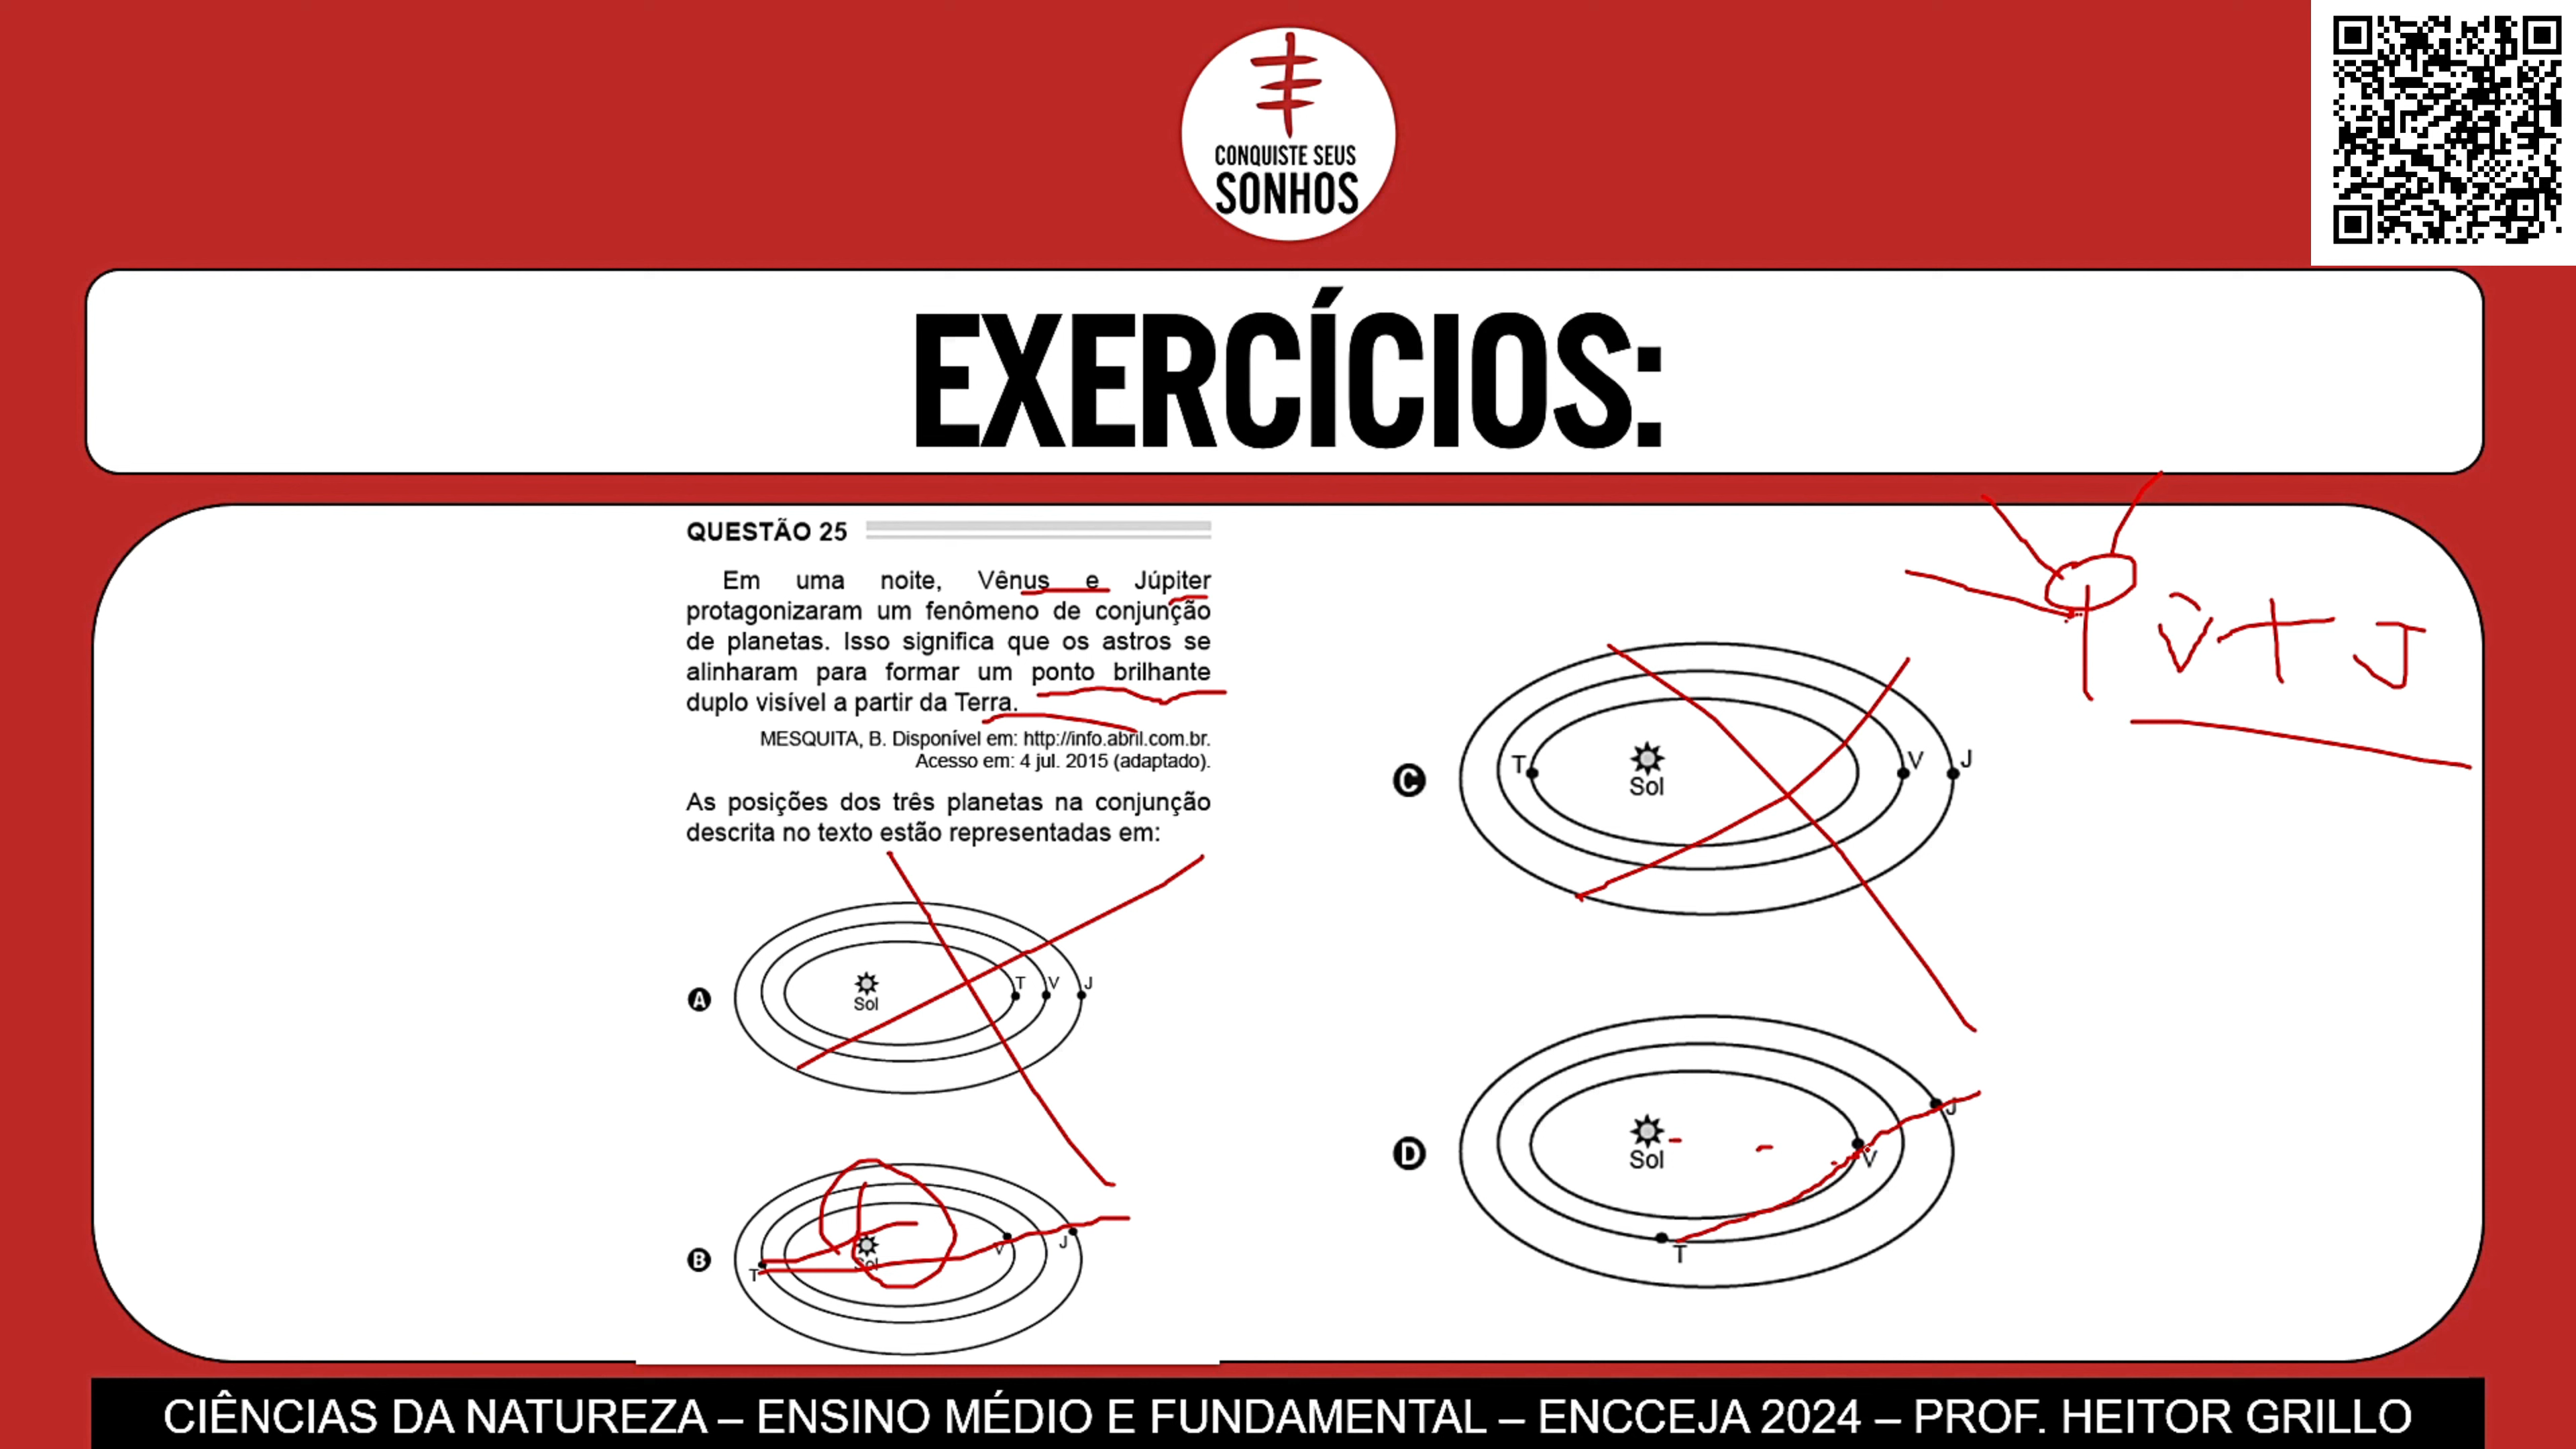 CONQUISTE SEUS
SONHOS
EXERCÍCIOS:
QUESTÃO 25
Em uma noite, Vênus e Júpiter
protagonizaram um fenômeno de conjunção
de planetas. Isso significa que os astros se
alinharam para formar um ponto brilhante
duplo visível a partir da Terra.
MESQUITA, B. Disponível em: http://info.abril.com.br.
Acesso em: 4 jul. 2015 (adaptado).
As posições dos três planetas na conjunção
descrita no texto estão representadas em:
A
Sol
T V J
B
T
Sol
V
J
C
T
Sol
V J
D
Sol
J
V
T
V + J
CIÊNCIAS DA NATUREZA – ENSINO MÉDIO E FUNDAMENTAL – ENCCEJA 2024 – PROF. HEITOR GRILLO